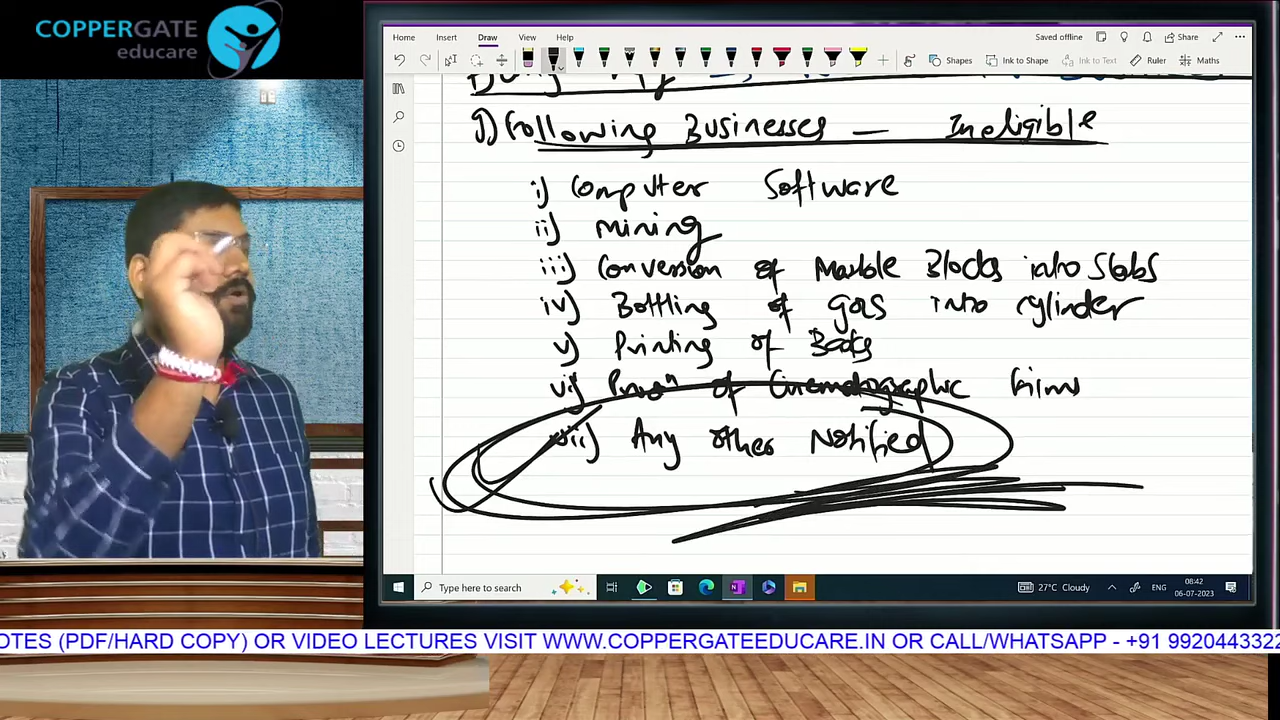 COPPERGATE
educare
Home Insert Draw View Help
Saved offline
Share
Shapes
Ink to Shape
Ink to Text
Ruler
Maths
1) Following Businesses — Ineligible
i) Computer Software
ii) Mining
iii) Conversion of Marble Blocks into Slabs
iv) Bottling of gas into cylinder
v) Printing of Books
vi) of Cinematographic films
vii) Any other Notified
Type here to search
27°C Cloudy
ENG
08:42
06-07-2023
OTES (PDF/HARD COPY) OR VIDEO LECTURES VISIT WWW.COPPERGATEEDUCARE.IN OR CALL/WHATSAPP - +91 9920443322